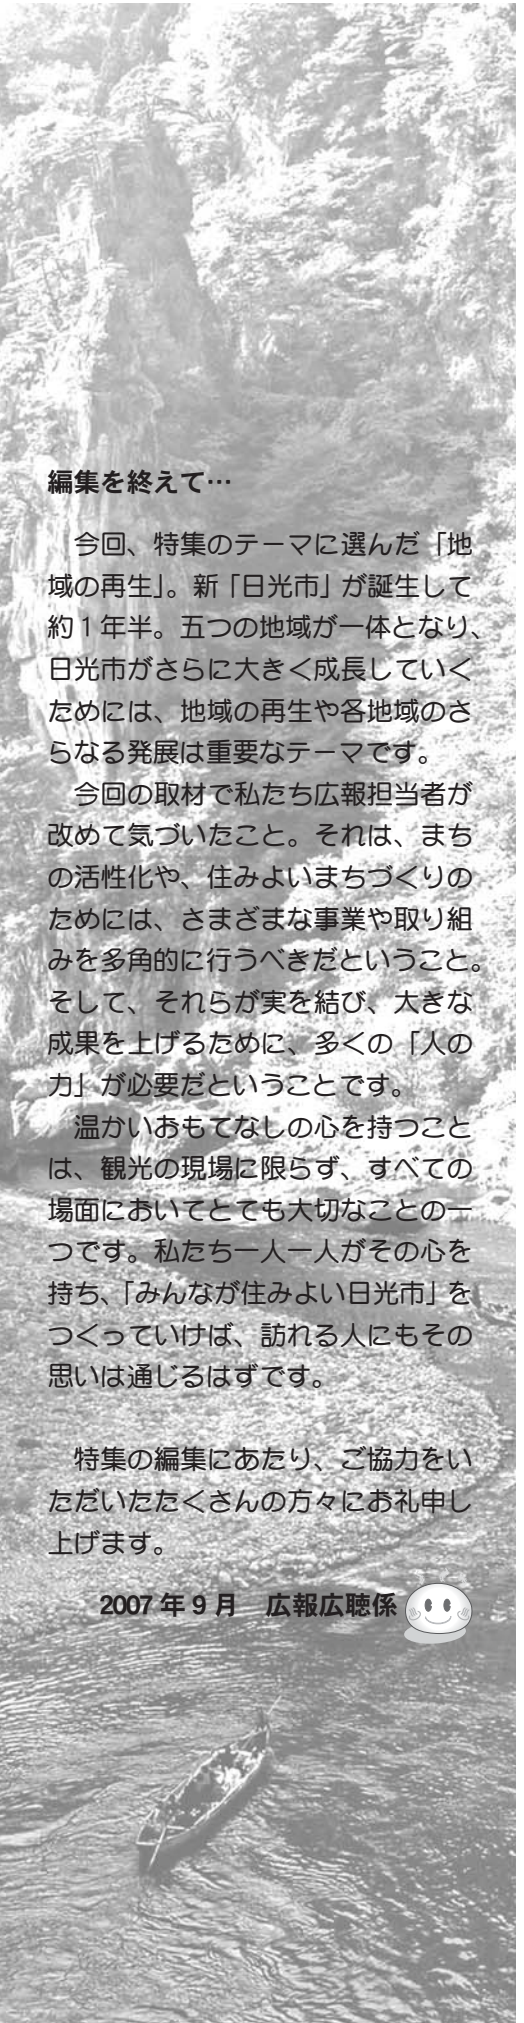 編集を終えて…
　今回、特集のテーマに選んだ「地
域の再生」。新「日光市」が誕生して
約１年半。五つの地域が一体となり、
日光市がさらに大きく成長していく
ためには、地域の再生や各地域のさ
らなる発展は重要なテーマです。
　今回の取材で私たち広報担当者が
改めて気づいたこと。それは、まち
の活性化や、住みよいまちづくりの
ためには、さまざまな事業や取り組
みを多角的に行うべきだということ。
そして、それらが実を結び、大きな
成果を上げるために、多くの「人の
力」が必要だということです。
　温かいおもてなしの心を持つこと
は、観光の現場に限らず、すべての
場面においてとても大切なことの一
つです。私たち一人一人がその心を
持ち、「みんなが住みよい日光市」を
つくっていけば、訪れる人にもその
思いは通じるはずです。
　特集の編集にあたり、ご協力をい
ただいたたくさんの方々にお礼申し
上げます。
2007 年 9 月　広報広聴係